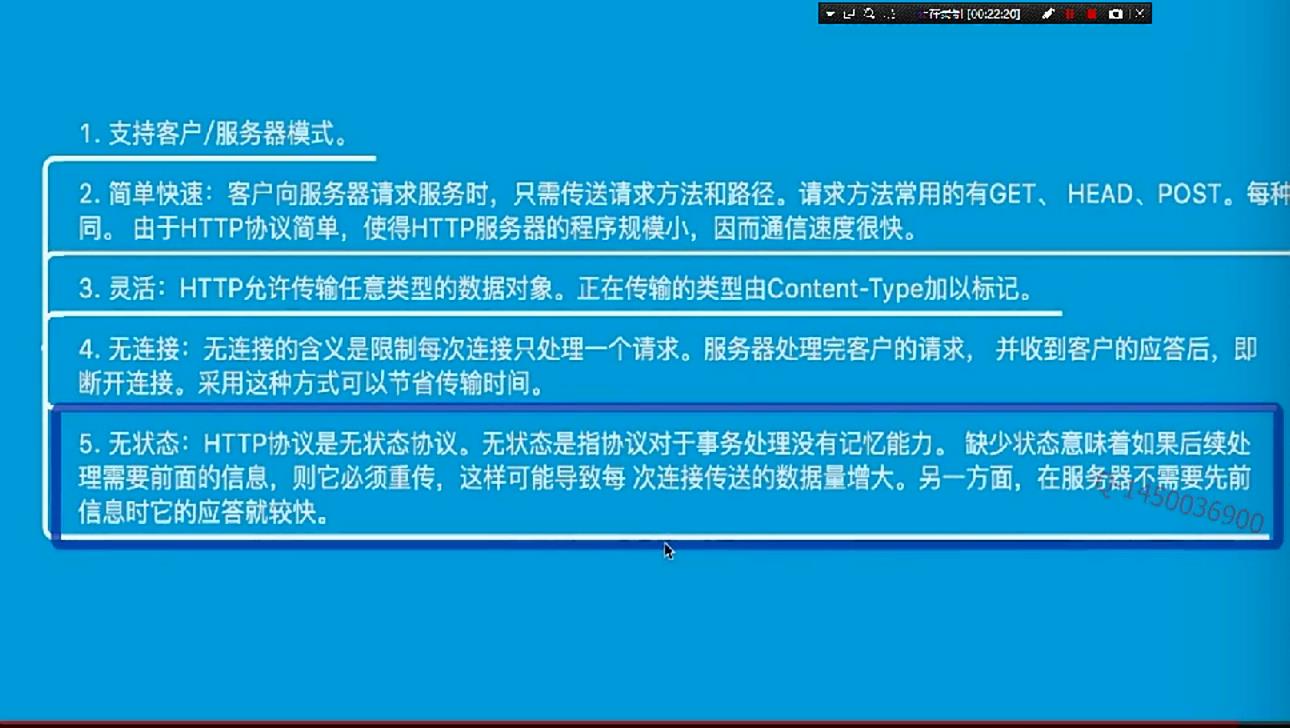 [00:22:20]
1. 支持客户/服务器模式。
2. 简单快速：客户向服务器请求服务时，只需传送请求方法和路径。请求方法常用的有GET、 HEAD、POST。每种
同。 由于HTTP协议简单，使得HTTP服务器的程序规模小，因而通信速度很快。
3. 灵活：HTTP允许传输任意类型的数据对象。正在传输的类型由Content-Type加以标记。
4. 无连接：无连接的含义是限制每次连接只处理一个请求。服务器处理完客户的请求， 并收到客户的应答后，即
断开连接。采用这种方式可以节省传输时间。
5. 无状态：HTTP协议是无状态协议。无状态是指协议对于事务处理没有记忆能力。 缺少状态意味着如果后续处
理需要前面的信息，则它必须重传，这样可能导致每 次连接传送的数据量增大。另一方面，在服务器不需要先前
信息时它的应答就较快。
1450036900